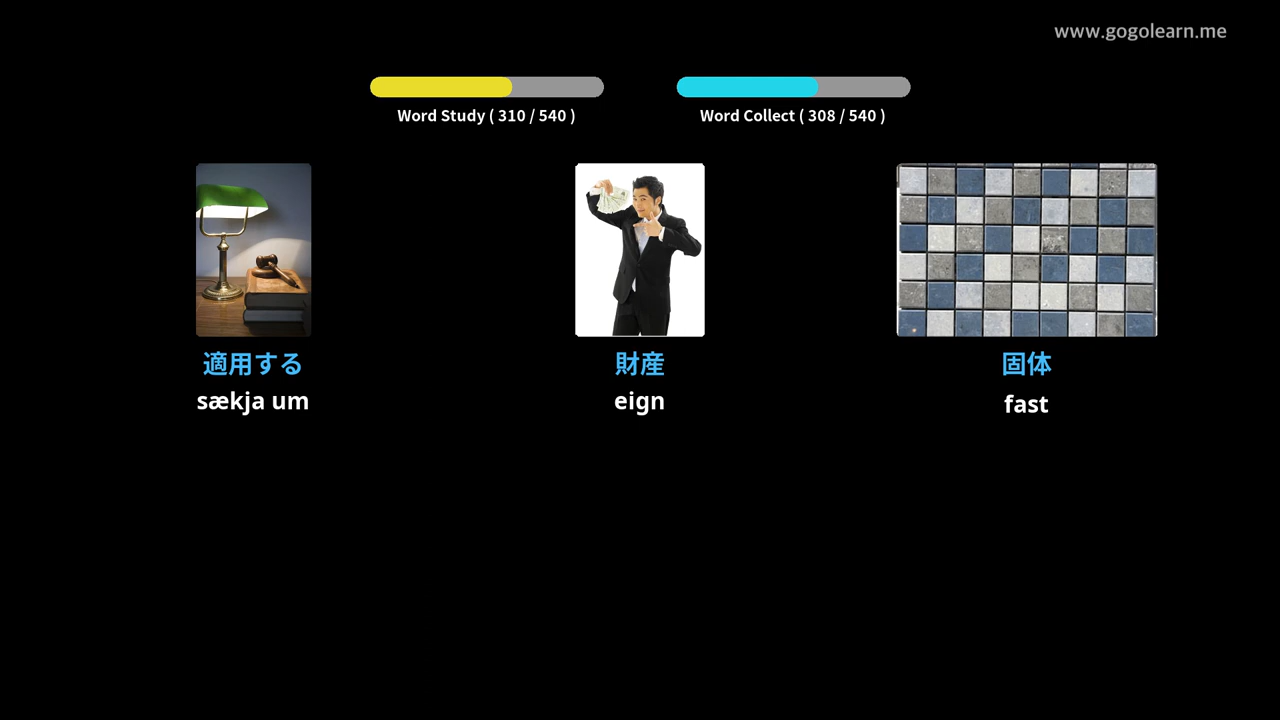 www.gogolearn.me
Word Study ( 310 / 540 )
Word Collect ( 308 / 540 )
適用する
sækja um
財産
eign
固体
fast